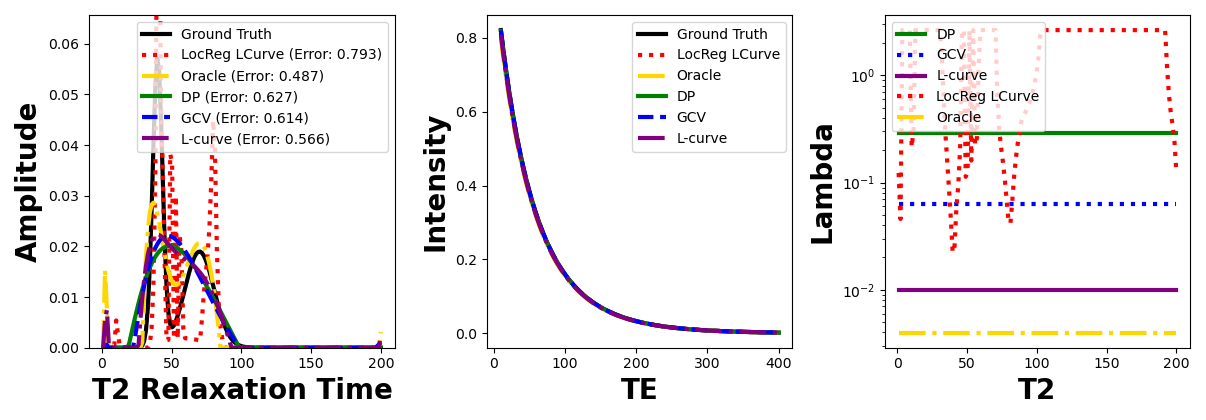 Amplitude
0.06
0.05
0.04
0.03
0.02
0.01
0.00
0 50 100 150 200
T2 Relaxation Time
Ground Truth
LocReg LCurve (Error: 0.793)
Oracle (Error: 0.487)
DP (Error: 0.627)
GCV (Error: 0.614)
L-curve (Error: 0.566)
Intensity
0.8
0.6
0.4
0.2
0.0
0 100 200 300 400
TE
Ground Truth
LocReg LCurve
Oracle
DP
GCV
L-curve
Lambda
10⁰
10⁻¹
10⁻²
0 50 100 150 200
T2
DP
GCV
L-curve
LocReg LCurve
Oracle